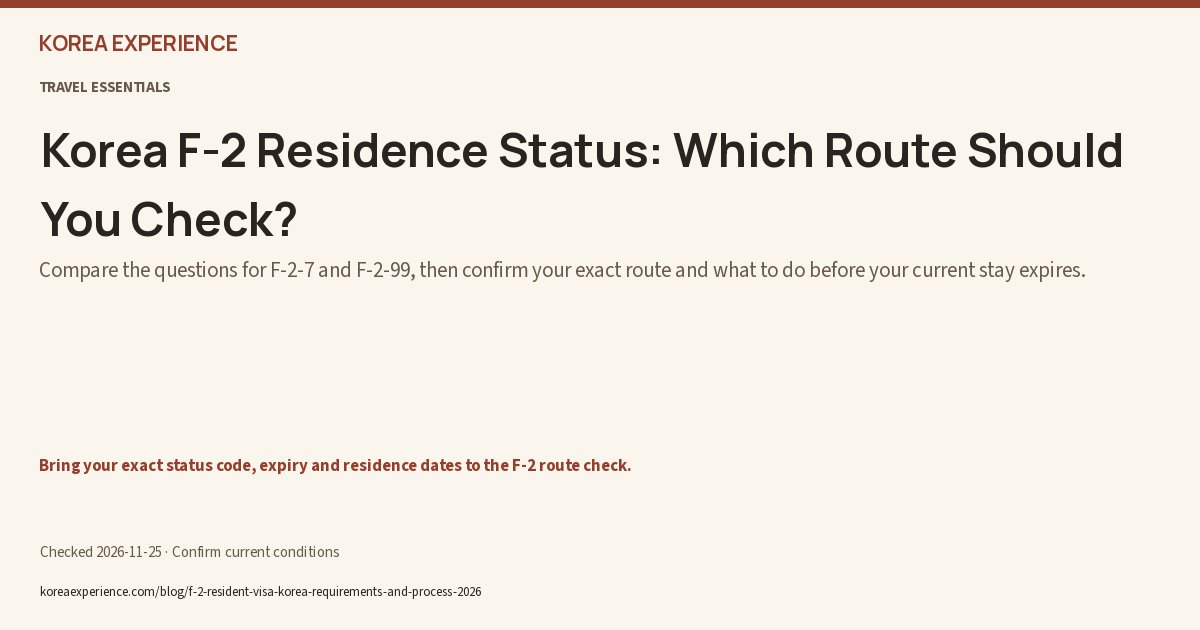 KOREA EXPERIENCE
TRAVEL ESSENTIALS
Korea F-2 Residence Status: Which Route Should
You Check?
Compare the questions for F-2-7 and F-2-99, then confirm your exact route and what to do before your current stay expires.
Bring your exact status code, expiry and residence dates to the F-2 route check.
Checked 2026-11-25 · Confirm current conditions
koreaexperience.com/blog/f-2-resident-visa-korea-requirements-and-process-2026